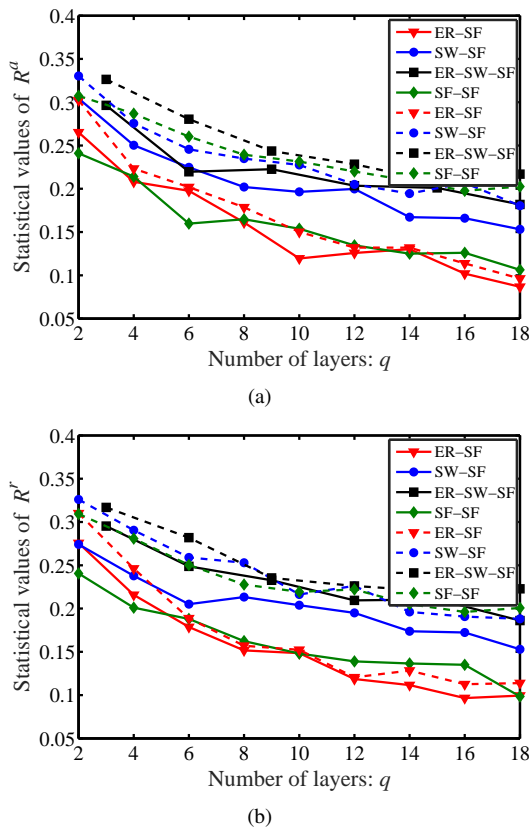 0.4
0.35
0.3
0.25
0.2
0.15
0.1
0.05
Statistical values of R^a
ER–SF
SW–SF
ER–SW–SF
SF–SF
ER–SF
SW–SF
ER–SW–SF
SF–SF
2 4 6 8 10 12 14 16 18
Number of layers: q
(a)
0.4
0.35
0.3
0.25
0.2
0.15
0.1
0.05
Statistical values of R^r
ER–SF
SW–SF
ER–SW–SF
SF–SF
ER–SF
SW–SF
ER–SW–SF
SF–SF
2 4 6 8 10 12 14 16 18
Number of layers: q
(b)